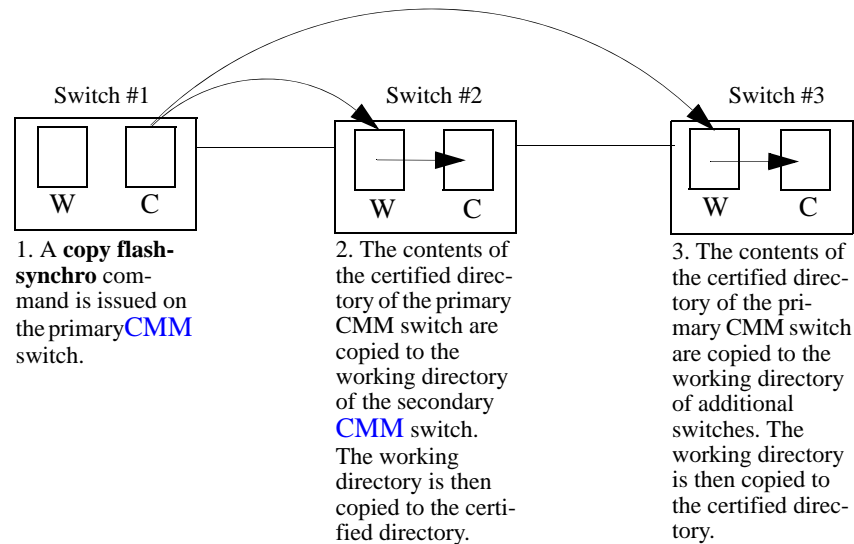 Switch #1
Switch #2
Switch #3
W
C
W
C
W
C
1. A copy flash-
synchro com-
mand is issued on
the primaryCMM
switch.
2. The contents of
the certified direc-
tory of the primary
CMM switch are
copied to the
working directory
of the secondary
CMM switch.
The working
directory is then
copied to the certi-
fied directory.
3. The contents of
the certified direc-
tory of the pri-
mary CMM switch
are copied to the
working directory
of additional
switches. The
working directory
is then copied to
the certified direc-
tory.